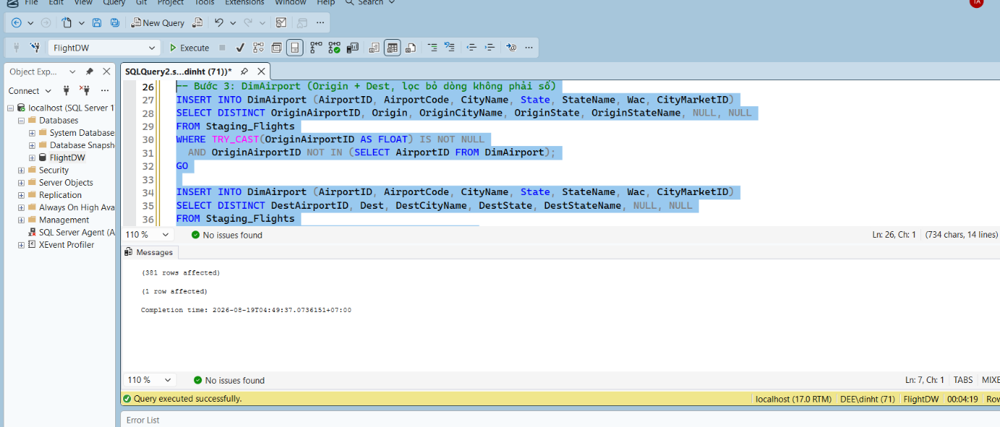 File Edit View Query Git Project Tools Extensions Window Help Search
TA
New Query
FlightDW Execute
Object Exp...
SQLQuery2.s...dinht (71))*
Connect
localhost (SQL Server 1
Databases
System Database
Database Snapsh
FlightDW
Security
Server Objects
Replication
Always On High Ava
Management
SQL Server Agent (A
XEvent Profiler
26 -- Bước 3: DimAirport (Origin + Dest, lọc bỏ dòng không phải số)
27 INSERT INTO DimAirport (AirportID, AirportCode, CityName, State, StateName, Wac, CityMarketID)
28 SELECT DISTINCT OriginAirportID, Origin, OriginCityName, OriginState, OriginStateName, NULL, NULL
29 FROM Staging_Flights
30 WHERE TRY_CAST(OriginAirportID AS FLOAT) IS NOT NULL
31 AND OriginAirportID NOT IN (SELECT AirportID FROM DimAirport);
32 GO
33
34 INSERT INTO DimAirport (AirportID, AirportCode, CityName, State, StateName, Wac, CityMarketID)
35 SELECT DISTINCT DestAirportID, Dest, DestCityName, DestState, DestStateName, NULL, NULL
36 FROM Staging_Flights
110 % No issues found Ln: 26, Ch: 1 (734 chars, 14 lines)
Messages
(381 rows affected)
(1 row affected)
Completion time: 2026-08-19T04:49:37.0736151+07:00
110 % No issues found Ln: 7, Ch: 1 TABS MIXE
Query executed successfully. localhost (17.0 RTM) DEE\dinht (71) FlightDW 00:04:19 Rov
Error List